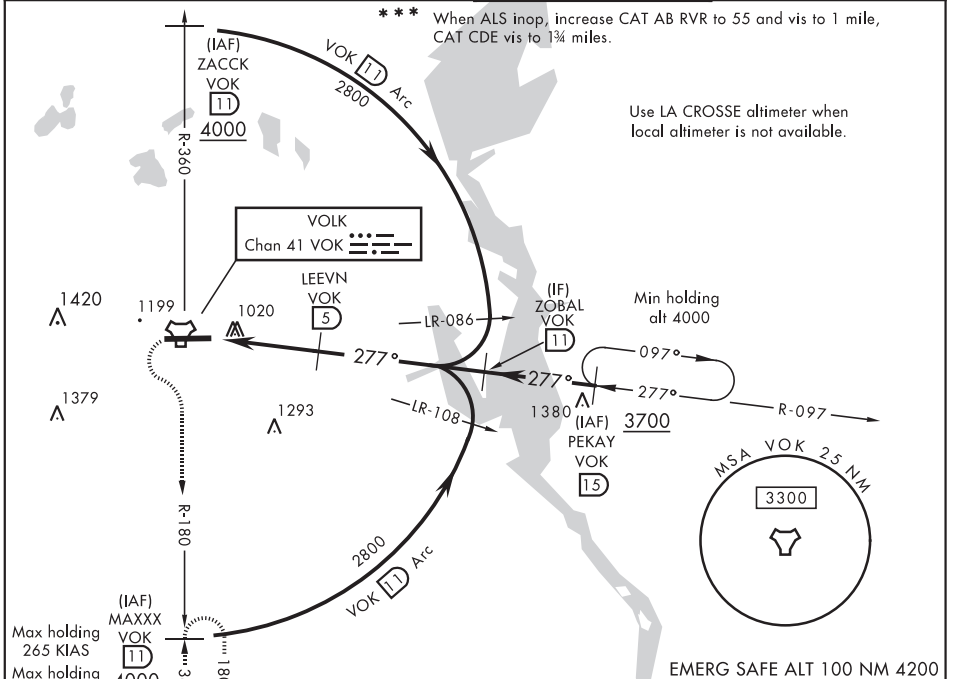 *** When ALS inop, increase CAT AB RVR to 55 and vis to 1 mile,
CAT CDE vis to 1¾ miles.
Use LA CROSSE altimeter when
local altimeter is not available.
(IAF)
ZACCK
VOK
11
4000
R-360
VOK 11 Arc
2800
VOLK
Chan 41 VOK
LEEVN
VOK
5
1420
1199
1020
1379
1293
LR-086
277°
LR-108
(IF)
ZOBAL
VOK
11
277°
Min holding
alt 4000
097°
277°
R-097
1380
(IAF)
PEKAY
VOK
15
3700
MSA VOK 25 NM
3300
R-180
2800
VOK 11 Arc
(IAF)
MAXXX
VOK
11
4000
Max holding
265 KIAS
Max holding
3
180
EMERG SAFE ALT 100 NM 4200